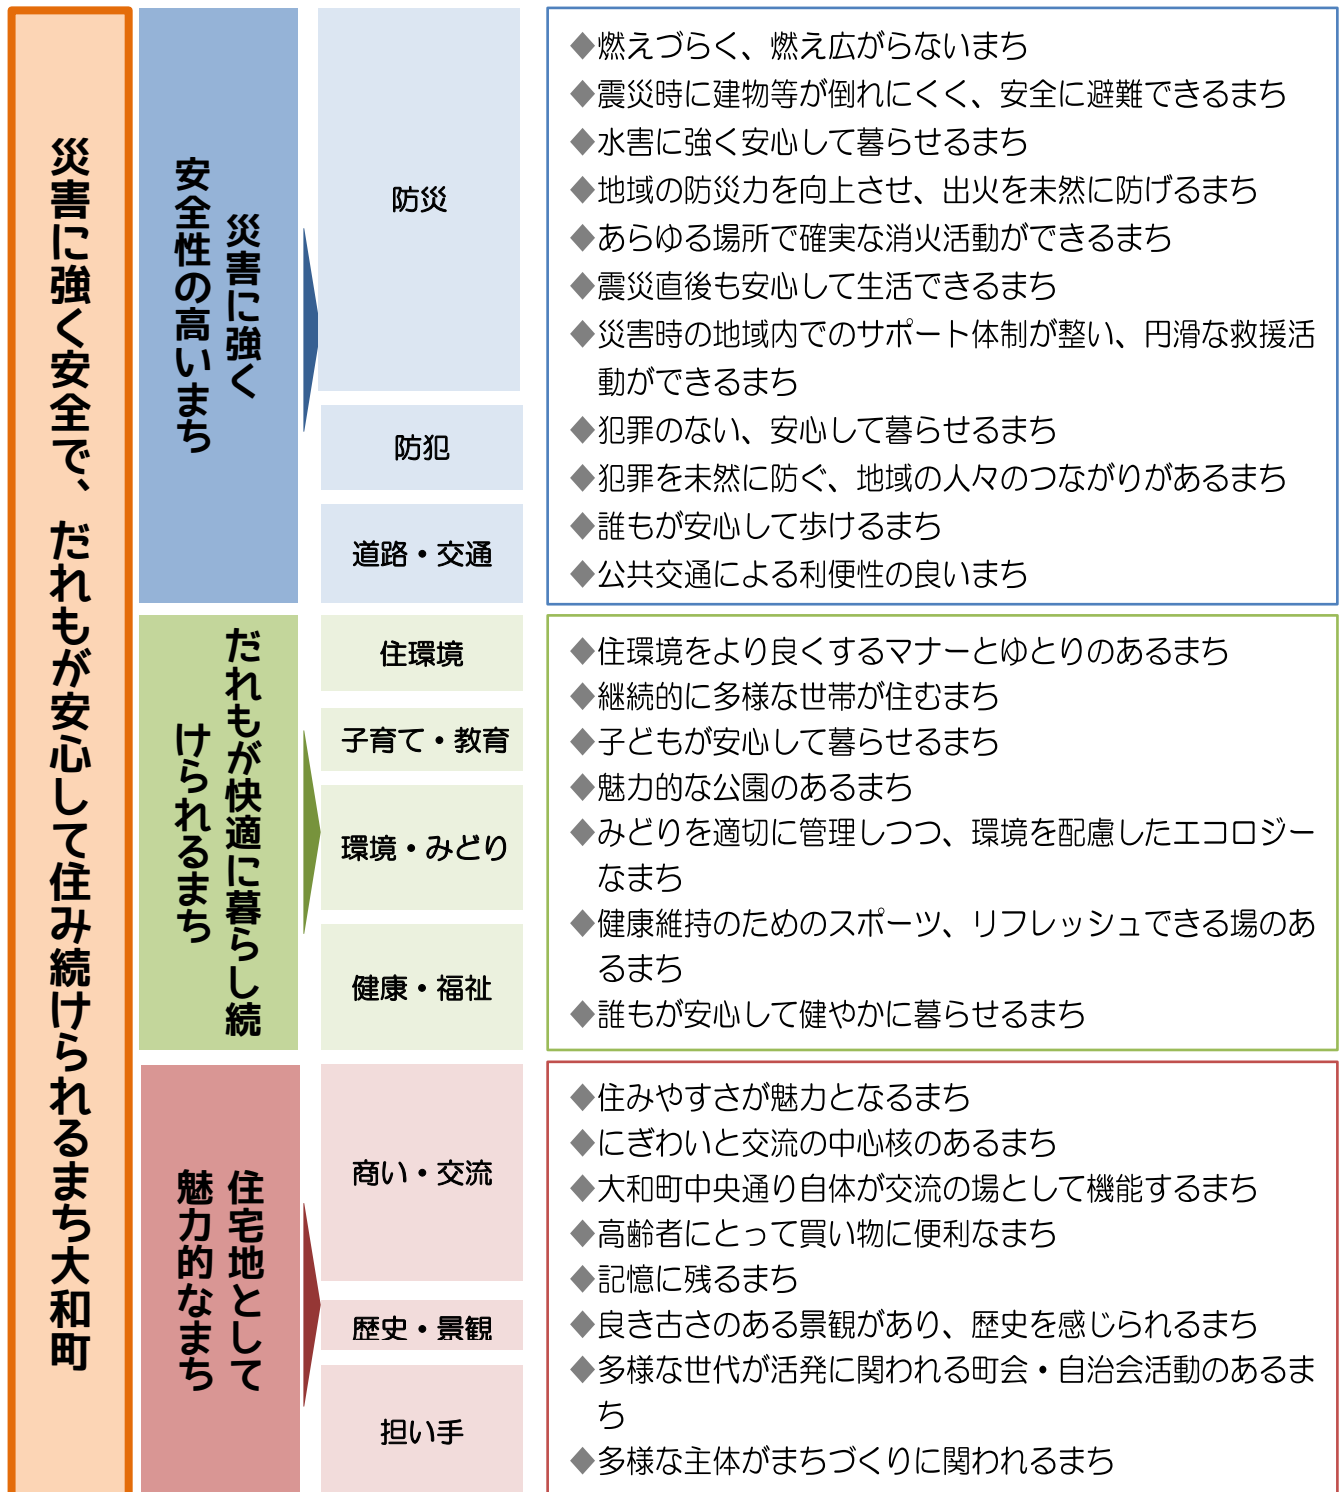 災害に強く安全で、だれもが安心して住み続けられるまち大和町
災害に強く
安全性の高いまち
防災
防犯
道路・交通
◆燃えづらく、燃え広がらないまち
◆震災時に建物等が倒れにくく、安全に避難できるまち
◆水害に強く安心して暮らせるまち
◆地域の防災力を向上させ、出火を未然に防げるまち
◆あらゆる場所で確実な消火活動ができるまち
◆震災直後も安心して生活できるまち
◆災害時の地域内でのサポート体制が整い、円滑な救援活
動ができるまち
◆犯罪のない、安心して暮らせるまち
◆犯罪を未然に防ぐ、地域の人々のつながりがあるまち
◆誰もが安心して歩けるまち
◆公共交通による利便性の良いまち
だれもが快適に暮らし続
けられるまち
住環境
子育て・教育
環境・みどり
健康・福祉
◆住環境をより良くするマナーとゆとりのあるまち
◆継続的に多様な世帯が住むまち
◆子どもが安心して暮らせるまち
◆魅力的な公園のあるまち
◆みどりを適切に管理しつつ、環境を配慮したエコロジー
なまち
◆健康維持のためのスポーツ、リフレッシュできる場のあ
るまち
◆誰もが安心して健やかに暮らせるまち
住宅地として
魅力的なまち
商い・交流
歴史・景観
担い手
◆住みやすさが魅力となるまち
◆にぎわいと交流の中心核のあるまち
◆大和町中央通り自体が交流の場として機能するまち
◆高齢者にとって買い物に便利なまち
◆記憶に残るまち
◆良き古さのある景観があり、歴史を感じられるまち
◆多様な世代が活発に関われる町会・自治会活動のあるま
ち
◆多様な主体がまちづくりに関われるまち